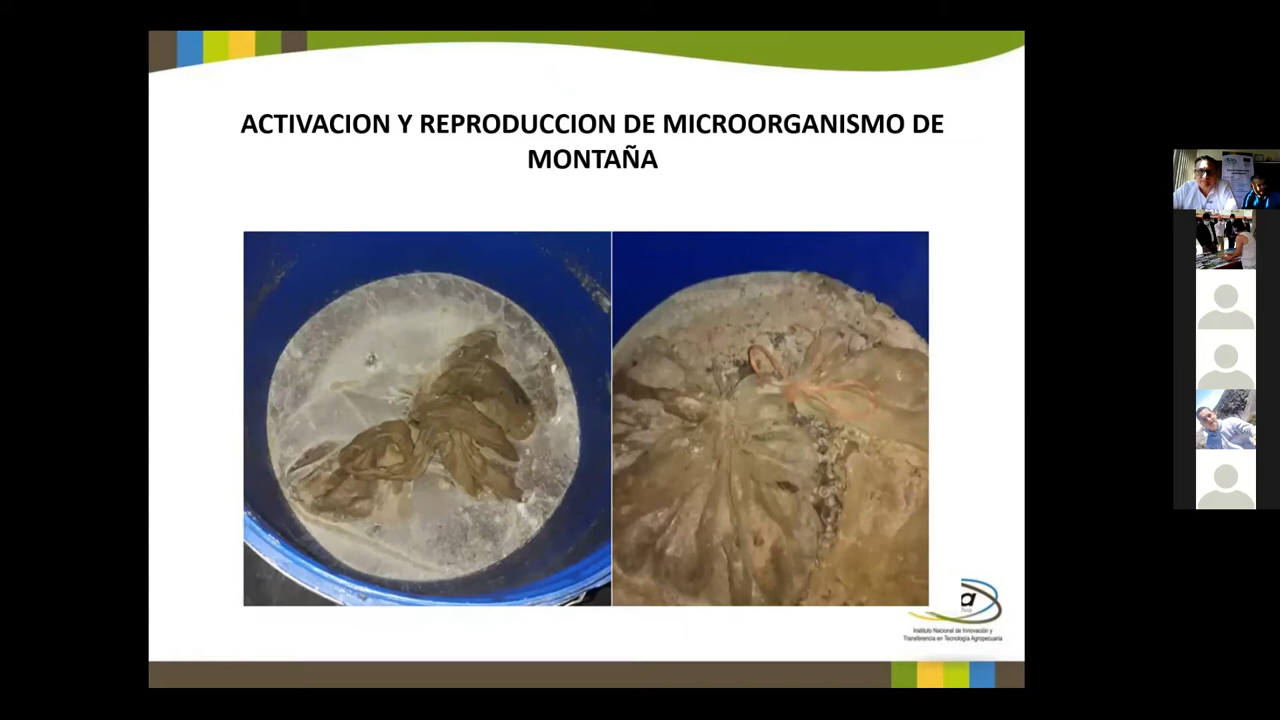 ACTIVACION Y REPRODUCCION DE MICROORGANISMO DE
MONTAÑA
Instituto Nacional de Innovación y
Transferencia en Tecnología Agropecuaria